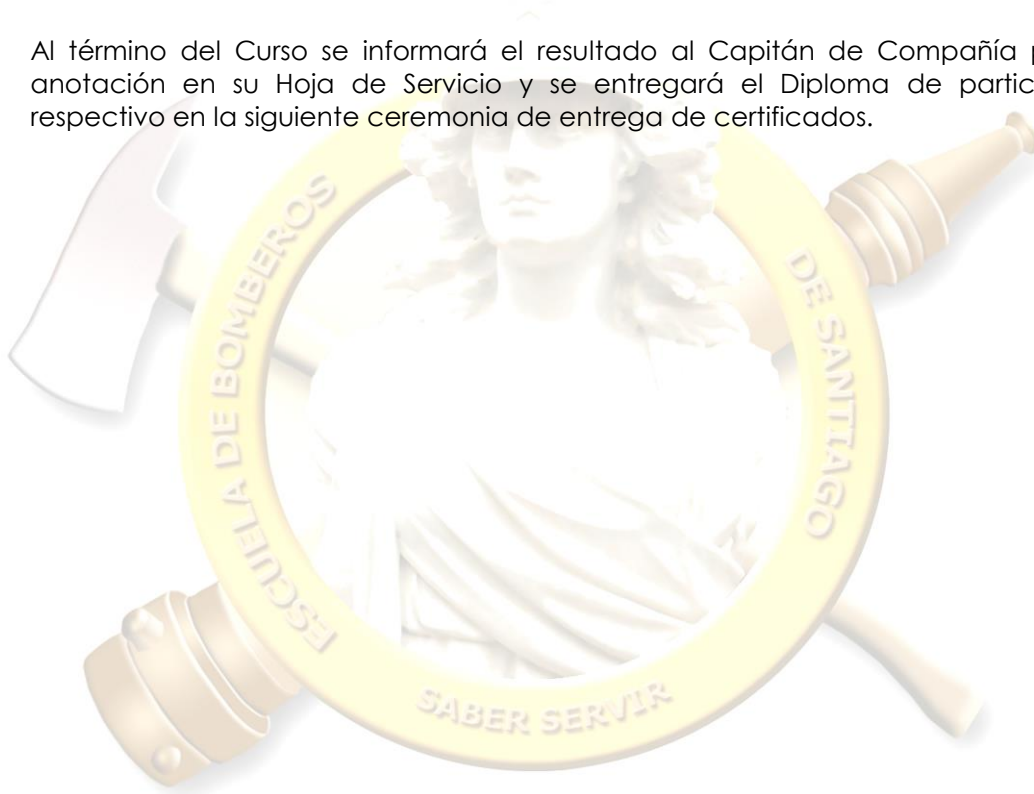 Al término del Curso se informará el resultado al Capitán de Compañía
anotación en su Hoja de Servicio y se entregará el Diploma de
respectivo en la siguiente ceremonia de entrega de certificados.
ESCUELA DE BOMBEROS
DE SANTIAGO
SABER SERVIR